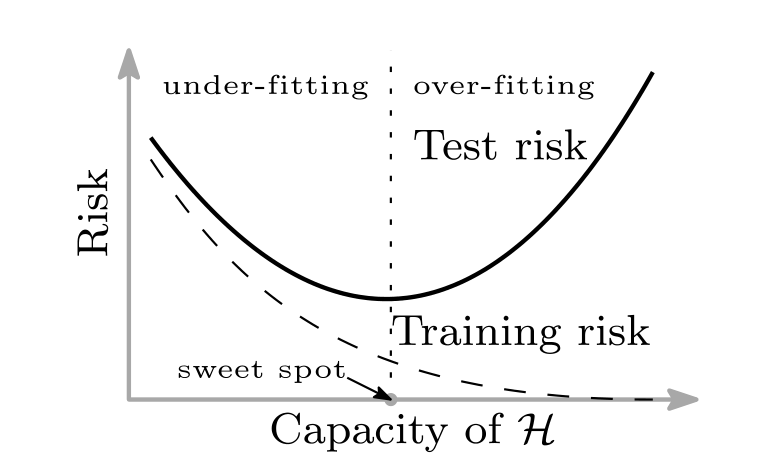 under-fitting
over-fitting
Test risk
Risk
Training risk
sweet spot
Capacity of ℋ